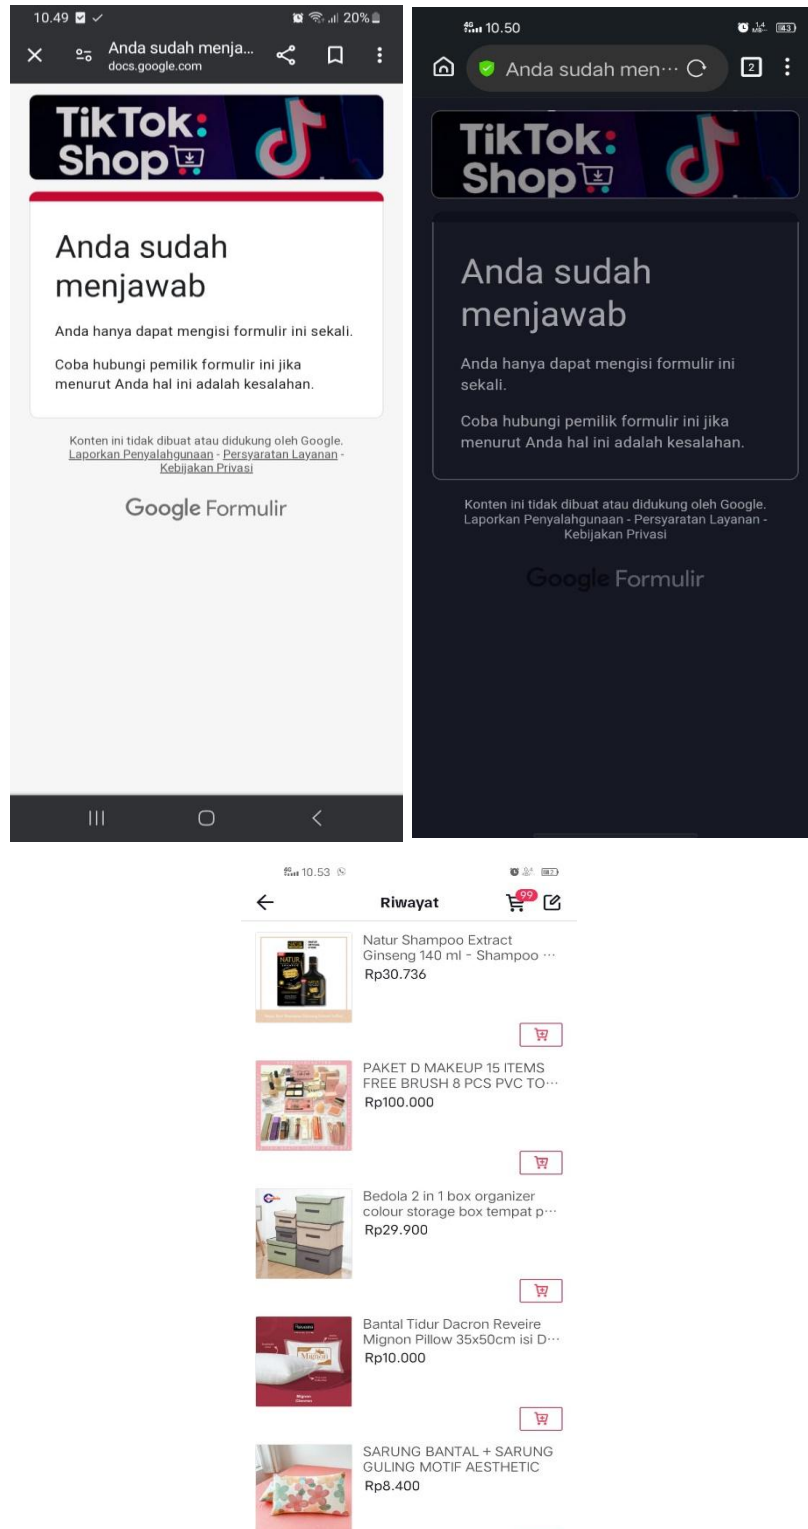 10.49
20%
Anda sudah menja...
docs.google.com
TikTok:
Shop
Anda sudah
menjawab
Anda hanya dapat mengisi formulir ini sekali.
Coba hubungi pemilik formulir ini jika
menurut Anda hal ini adalah kesalahan.
Konten ini tidak dibuat atau didukung oleh Google.
Laporkan Penyalahgunaan - Persyaratan Layanan -
Kebijakan Privasi
Google Formulir
10.50
Anda sudah men···
2
TikTok:
Shop
Anda sudah
menjawab
Anda hanya dapat mengisi formulir ini
sekali.
Coba hubungi pemilik formulir ini jika
menurut Anda hal ini adalah kesalahan.
Konten ini tidak dibuat atau didukung oleh Google.
Laporkan Penyalahgunaan - Persyaratan Layanan -
Kebijakan Privasi
Google Formulir
10.53
Riwayat
99
Natur Shampoo Extract
Ginseng 140 ml - Shampoo ···
Rp30.736
NATUR
PAKET D MAKEUP 15 ITEMS
FREE BRUSH 8 PCS PVC TO···
Rp100.000
Bedola 2 in 1 box organizer
colour storage box tempat p···
Rp29.900
Bantal Tidur Dacron Reveire
Mignon Pillow 35x50cm isi D···
Rp10.000
Mignon
SARUNG BANTAL + SARUNG
GULING MOTIF AESTHETIC
Rp8.400